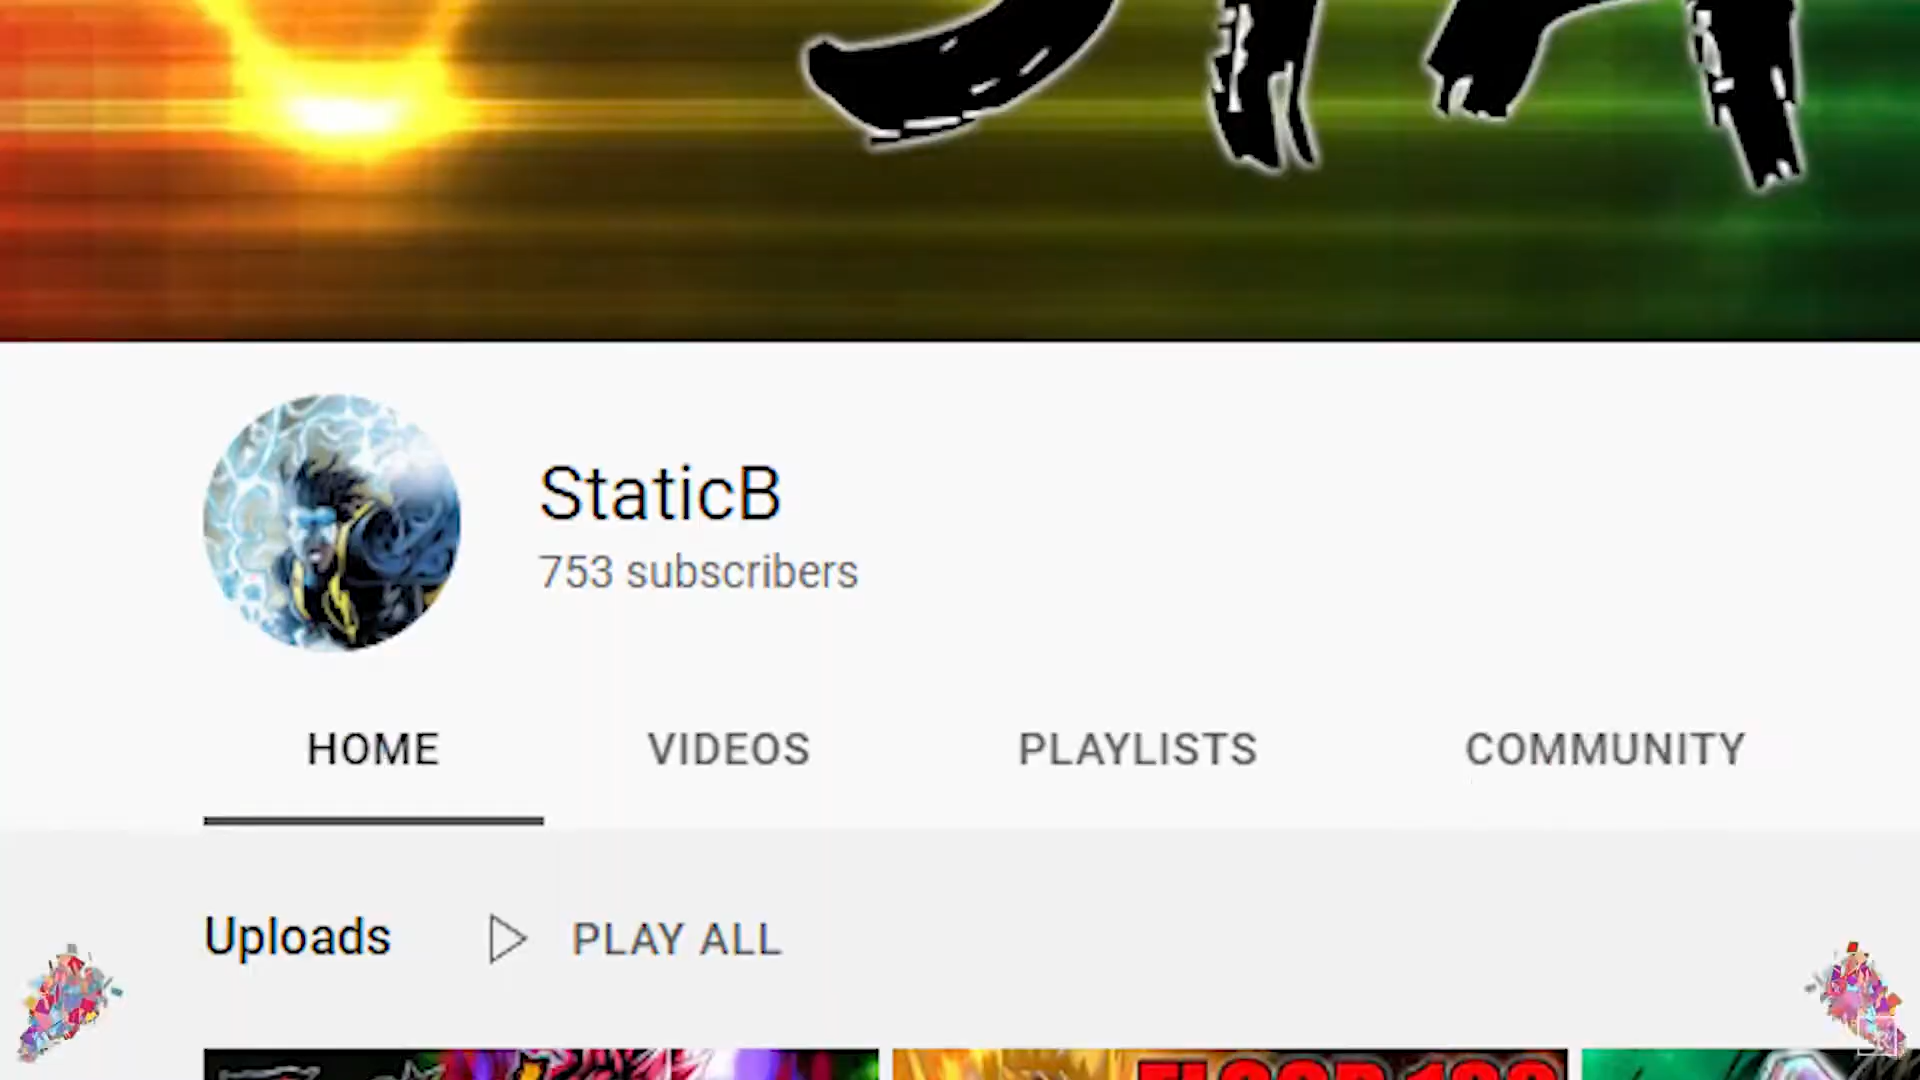 StaticB
753 subscribers
HOME VIDEOS PLAYLISTS COMMUNITY
Uploads PLAY ALL